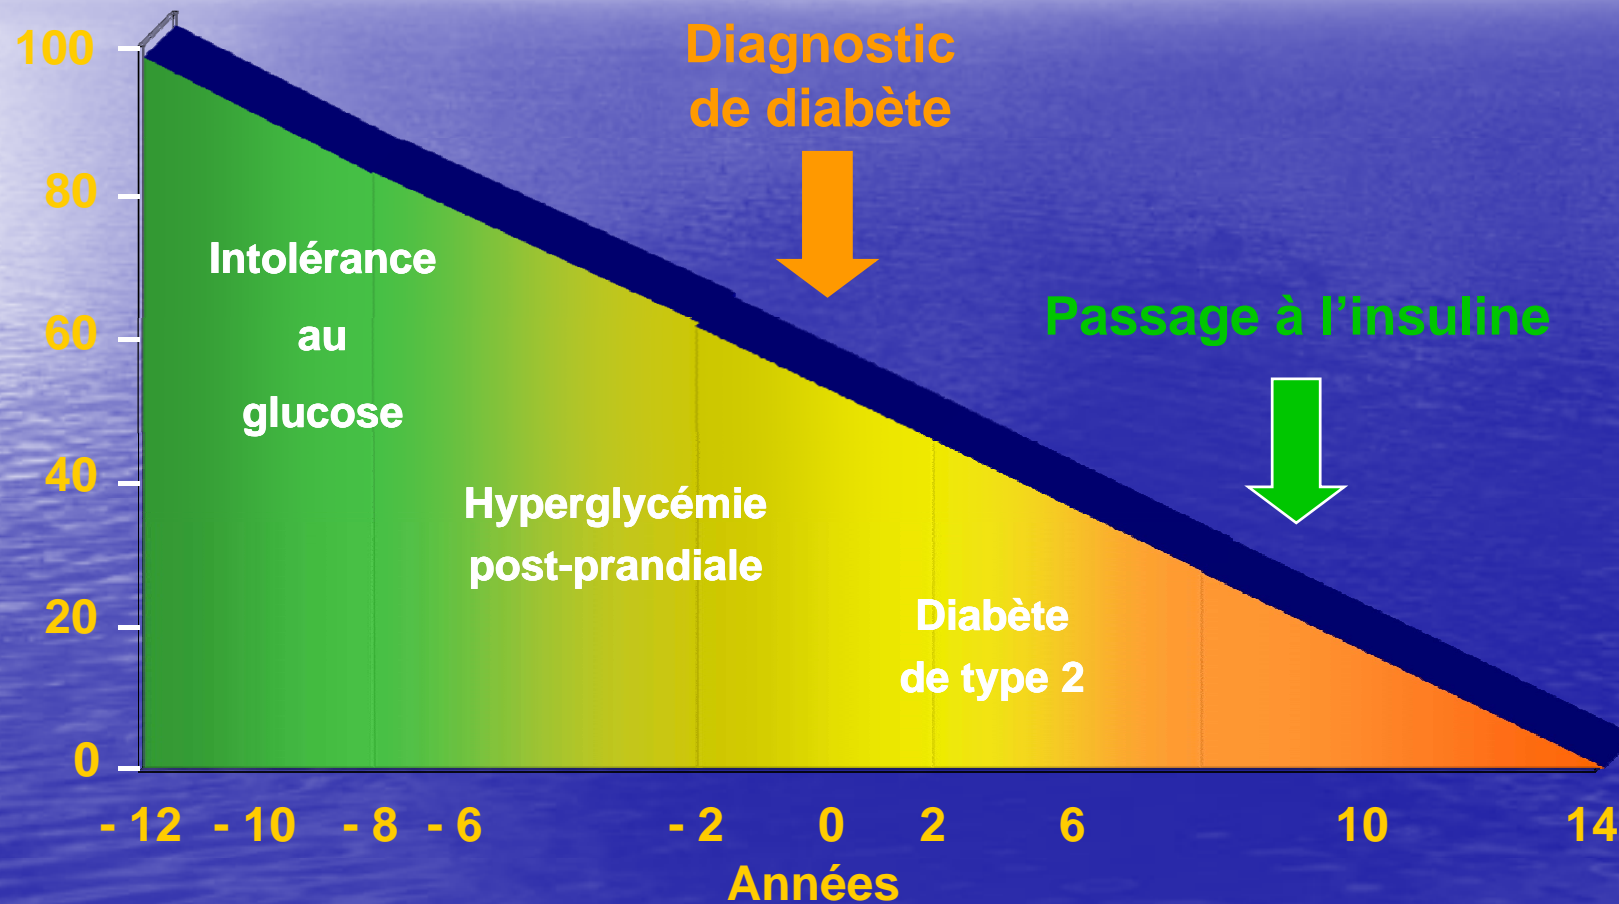 100
80
60
40
20
0
Diagnostic
de diabète
Passage à l’insuline
Intolérance
au
glucose
Hyperglycémie
post-prandiale
Diabète
de type 2
- 12 - 10 - 8 - 6 - 2 0 2 6 10 14
Années